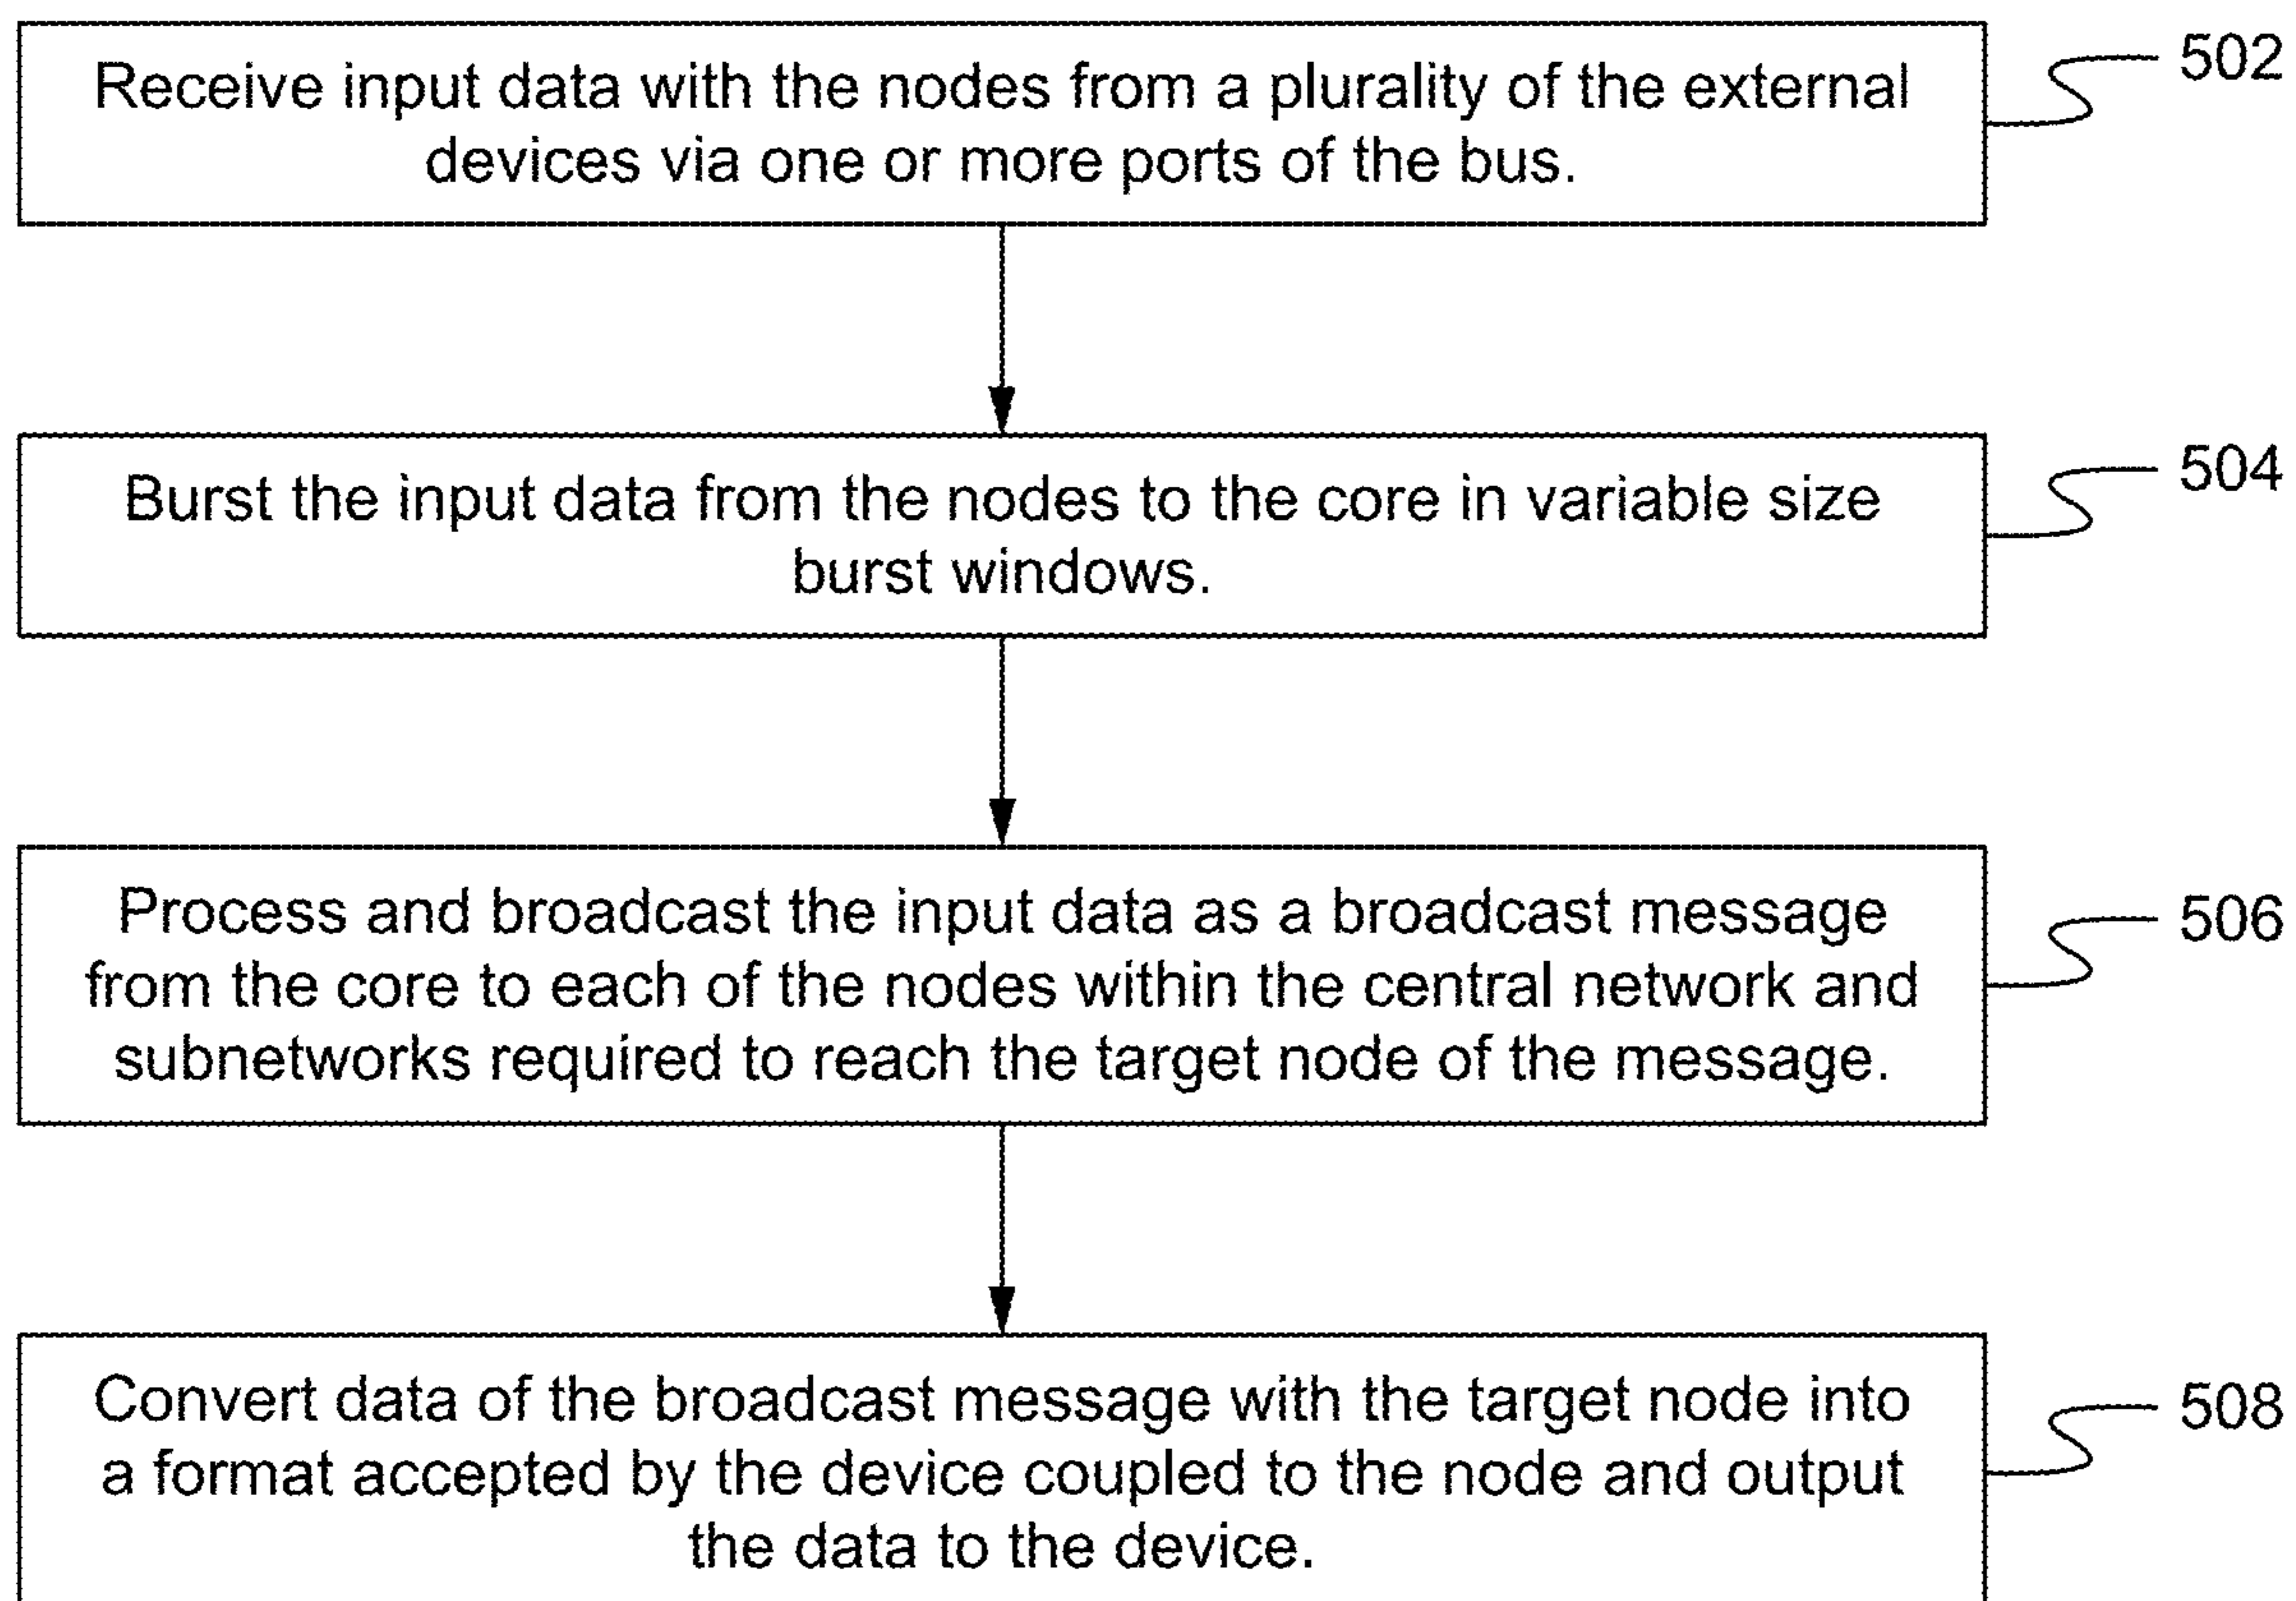 Receive input data with the nodes from a plurality of the external
devices via one or more ports of the bus.
502
Burst the input data from the nodes to the core in variable size
burst windows.
504
Process and broadcast the input data as a broadcast message
from the core to each of the nodes within the central network and
subnetworks required to reach the target node of the message.
506
Convert data of the broadcast message with the target node into
a format accepted by the device coupled to the node and output
the data to the device.
508